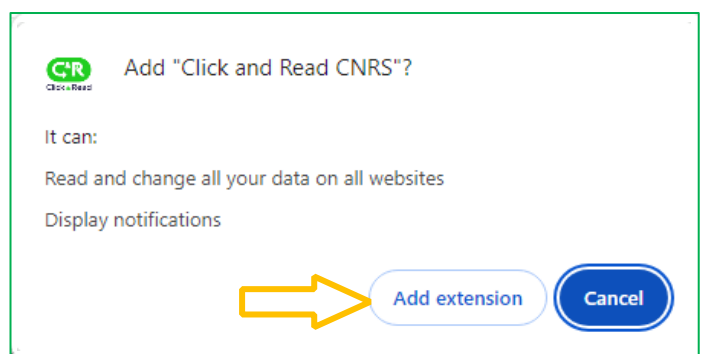 C&R
Click & Read
Add "Click and Read CNRS"?
It can:
Read and change all your data on all websites
Display notifications
Add extension
Cancel